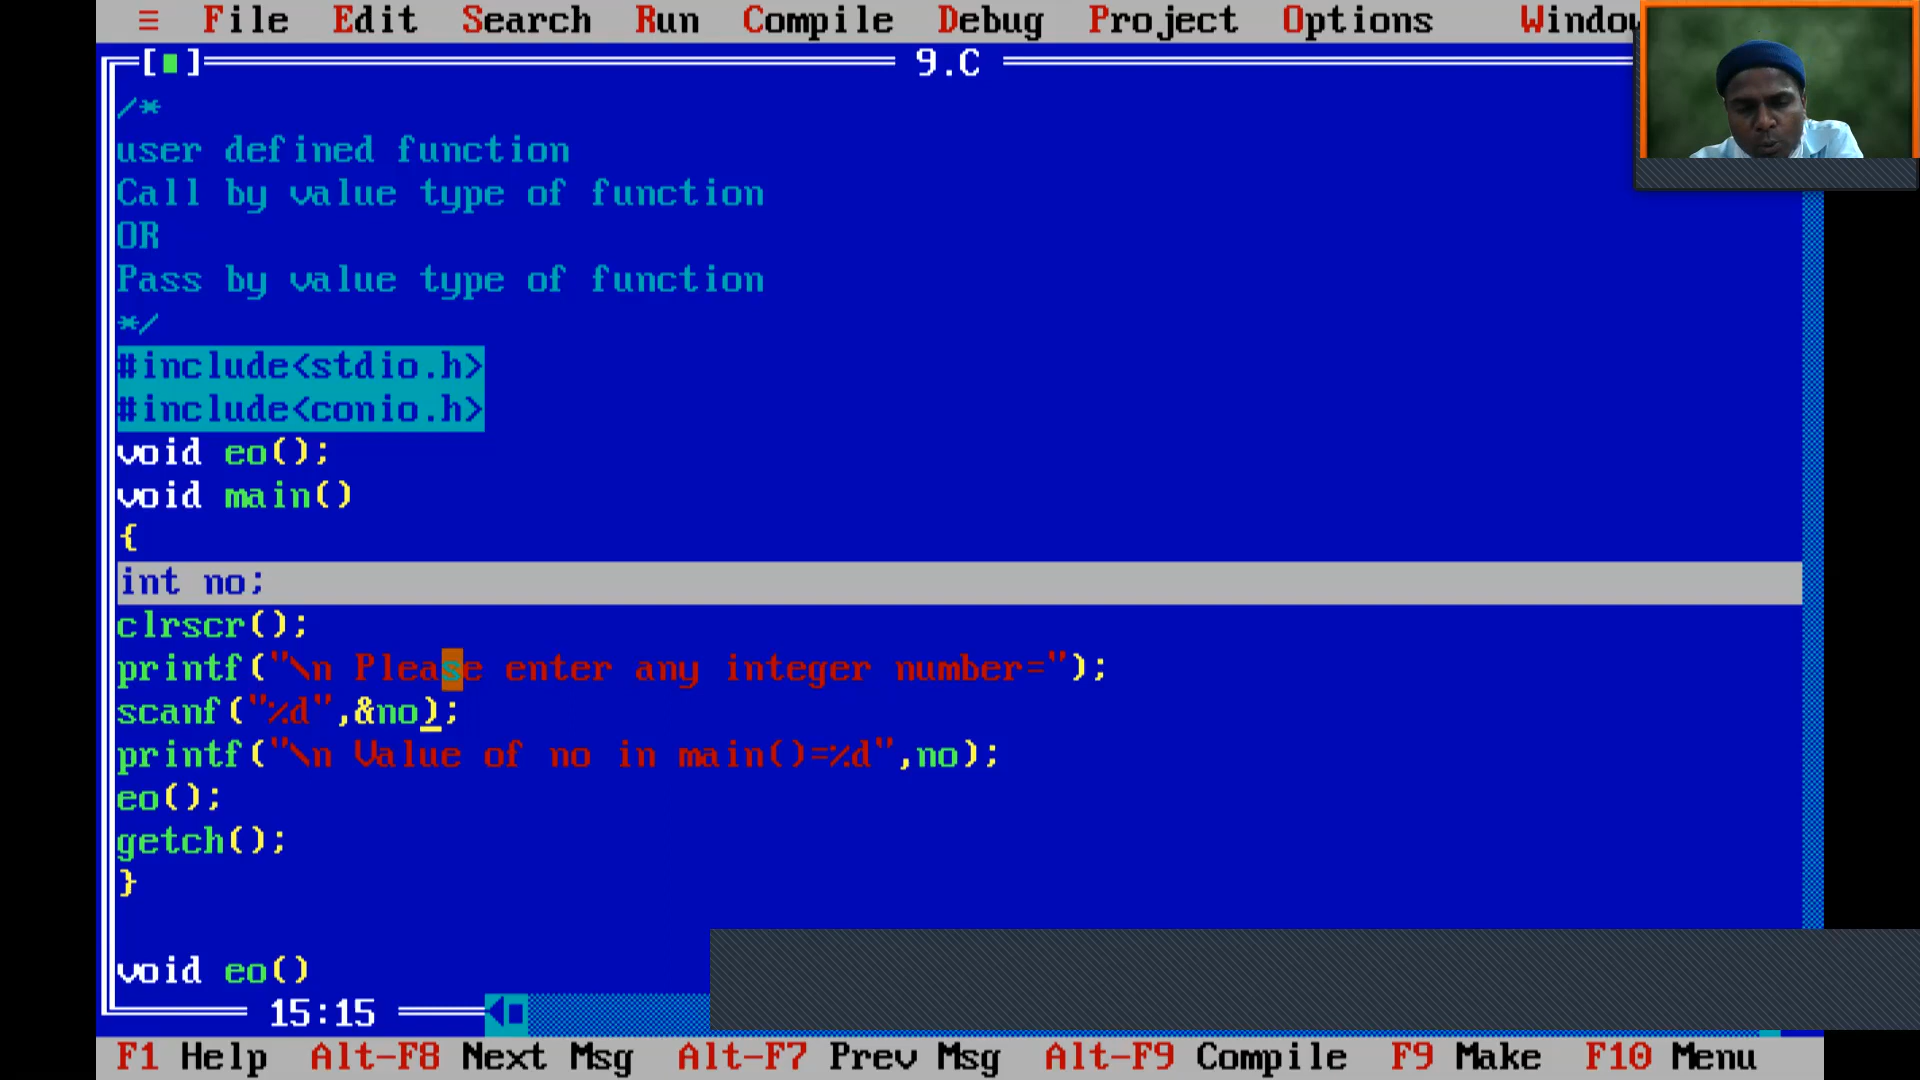 ≡ File Edit Search Run Compile Debug Project Options Window
[■] 9.C
/*
user defined function
Call by value type of function
OR
Pass by value type of function
*/
#include<stdio.h>
#include<conio.h>
void eo();
void main()
{
int no;
clrscr();
printf("\n Please enter any integer number=");
scanf("%d",&no);
printf("\n Value of no in main()=%d",no);
eo();
getch();
}
void eo()
15:15
F1 Help Alt-F8 Next Msg Alt-F7 Prev Msg Alt-F9 Compile F9 Make F10 Menu